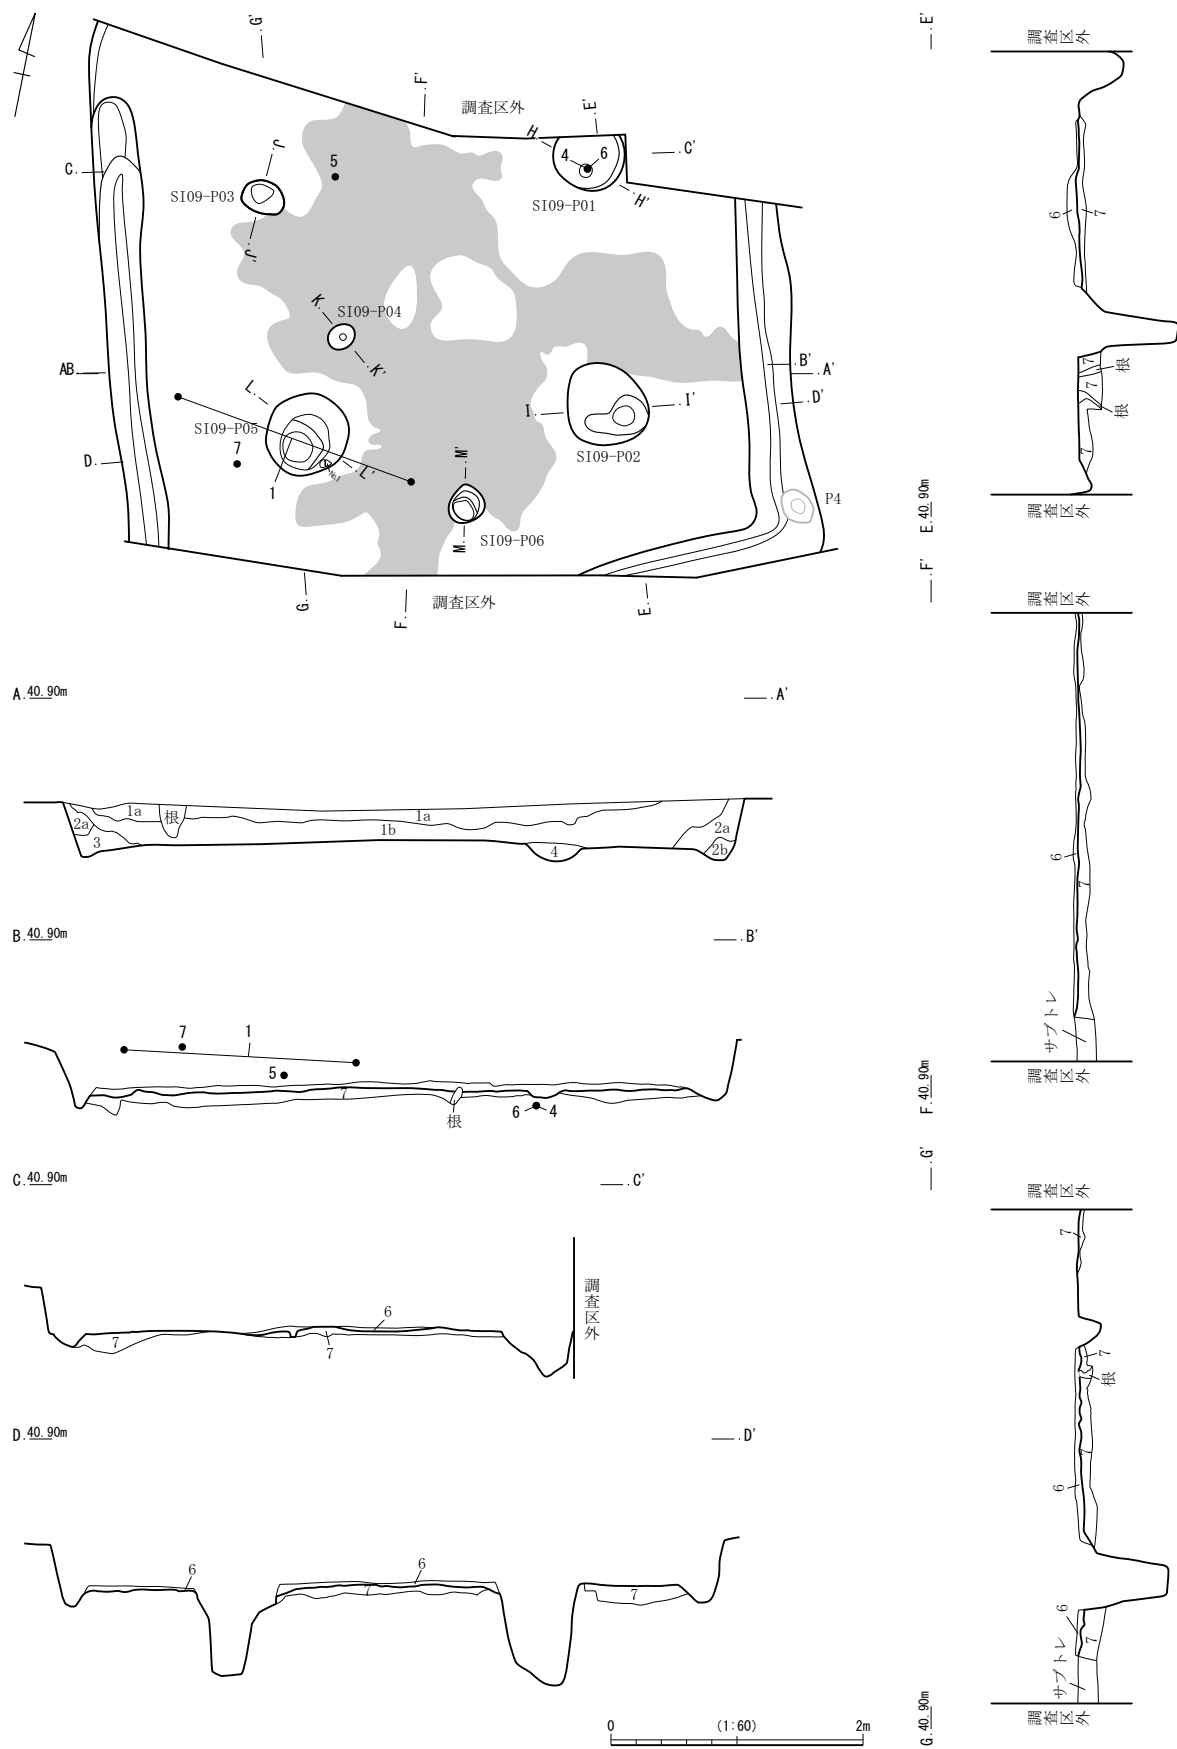 G'
F'
調査区外
E'
H
C'
4 6
SI09-P01
H'
C
J
5
SI09-P03
J'
K
SI09-P04
K'
AB
B'
A'
D'
L
SI09-P05
7
L'
No.1
1
D
I
I'
SI09-P02
M'
M
SI09-P06
P4
G
F
E
調査区外
A 40.90m
A'
1a
根
1a
2a
3
1b
4
2a
2b
B 40.90m
B'
7
1
5
7
根
6 4
C 40.90m
C'
調査区外
6
7
7
D 40.90m
D'
6
6
7
7
0 (1:60) 2m
E'
調査区外
6
7
7
根
7
根
7
調査区外
E 40.90m
F'
調査区外
6
7
サブトレ
調査区外
F 40.90m
G'
調査区外
7
7
根
7
6
6
7
サブトレ
調査区外
G 40.90m